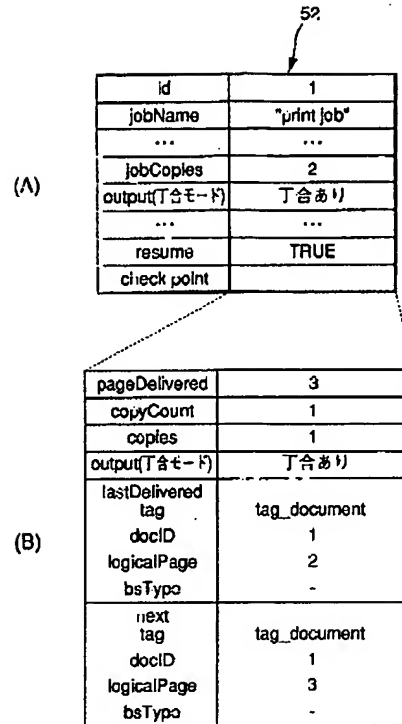 52
(A)
id 1
jobName "print job"
... ...
jobCopies 2
output(丁合モード) 丁合あり
... ...
resume TRUE
check point
(B)
pageDelivered 3
copyCount 1
copies 1
output(丁合モード) 丁合あり
lastDelivered
tag tag_document
docID 1
logicalPage 2
bsType -
next
tag tag_document
docID 1
logicalPage 3
bsType -